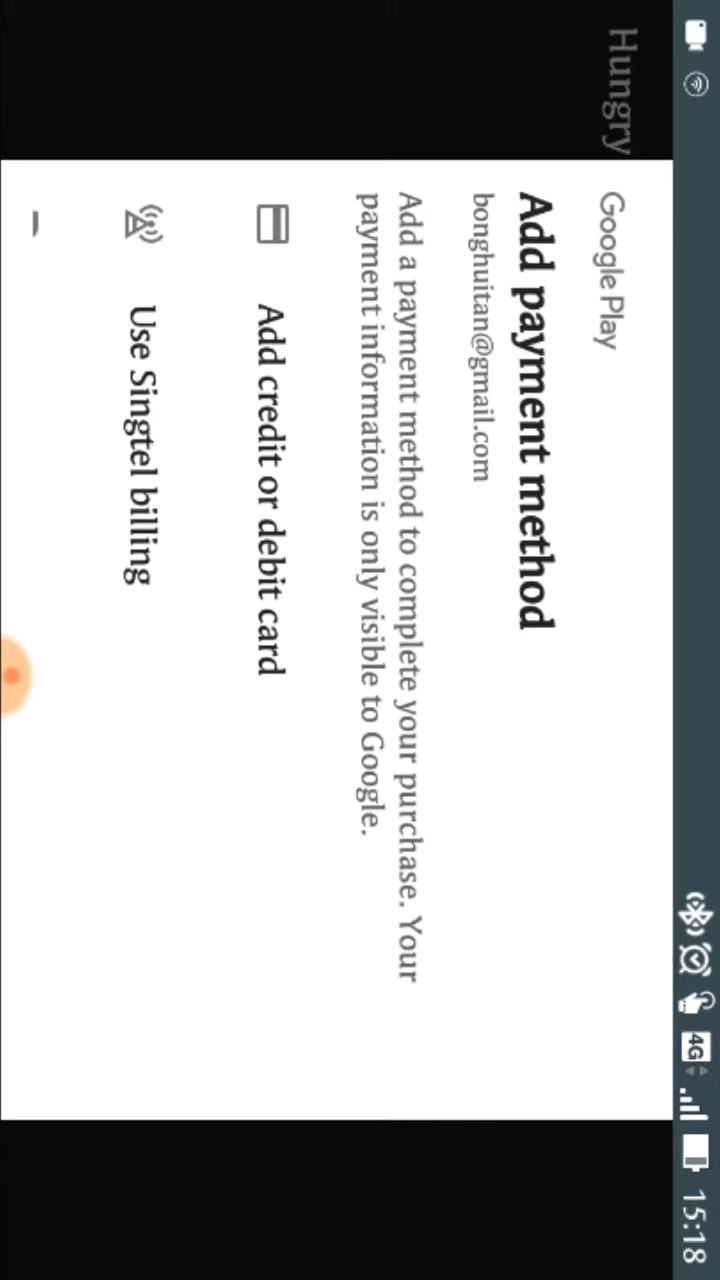 4G 15:18
Hungry
Google Play
Add payment method
bonghuitan@gmail.com
Add a payment method to complete your purchase. Your
payment information is only visible to Google.
Add credit or debit card
Use Singtel billing